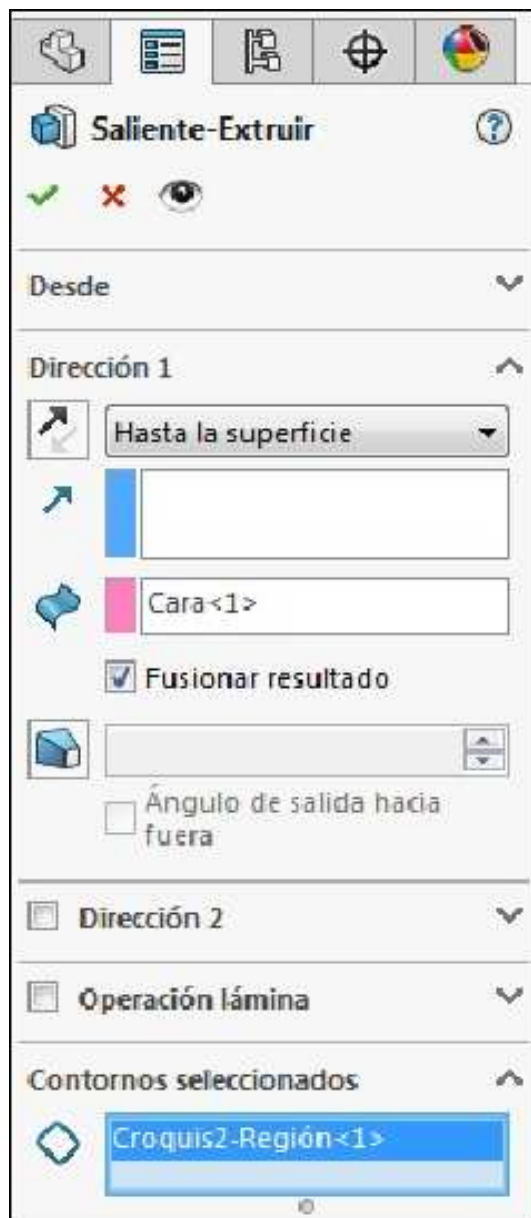 Saliente-Extruir
Desde
Dirección 1
Hasta la superficie
Cara<1>
Fusionar resultado
Ángulo de salida hacia
fuera
Dirección 2
Operación lámina
Contornos seleccionados
Croquis2-Región<1>